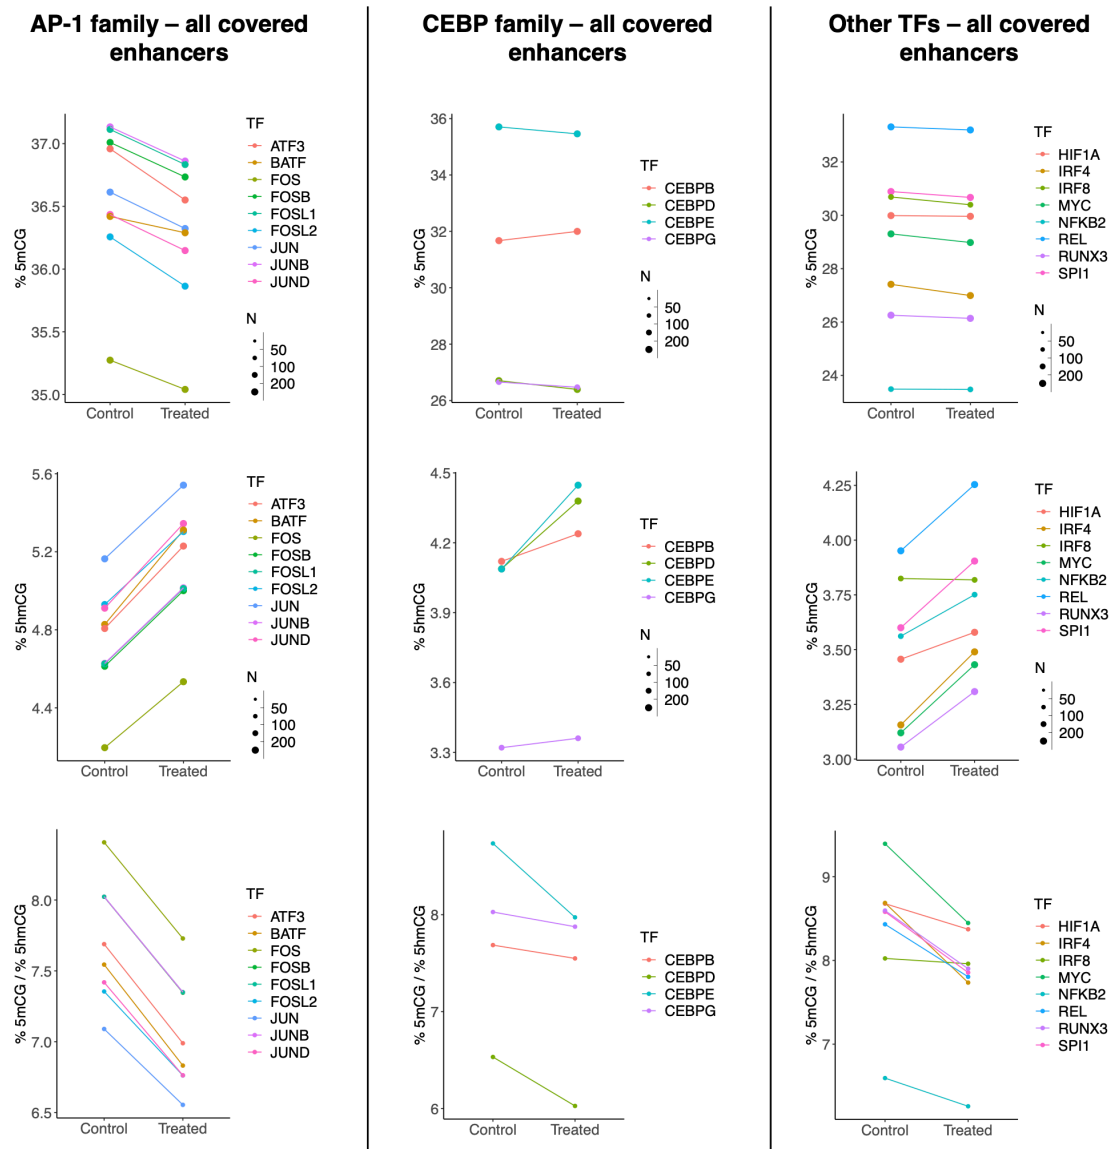 AP-1 family – all covered
enhancers
CEBP family – all covered
enhancers
Other TFs – all covered
enhancers
% 5mCG
37.0
36.5
36.0
35.5
35.0
Control
Treated
TF
ATF3
BATF
FOS
FOSB
FOSL1
FOSL2
JUN
JUNB
JUND
N
50
100
200
% 5mCG
36
34
32
30
28
26
Control
Treated
TF
CEBPB
CEBPD
CEBPE
CEBPG
N
50
100
200
% 5mCG
32
30
28
26
24
Control
Treated
TF
HIF1A
IRF4
IRF8
MYC
NFKB2
REL
RUNX3
SPI1
N
50
100
200
% 5hmCG
5.6
5.2
4.8
4.4
Control
Treated
TF
ATF3
BATF
FOS
FOSB
FOSL1
FOSL2
JUN
JUNB
JUND
N
50
100
200
% 5hmCG
4.5
4.2
3.9
3.6
3.3
Control
Treated
TF
CEBPB
CEBPD
CEBPE
CEBPG
N
50
100
200
% 5hmCG
4.25
4.00
3.75
3.50
3.25
3.00
Control
Treated
TF
HIF1A
IRF4
IRF8
MYC
NFKB2
REL
RUNX3
SPI1
N
50
100
200
% 5mCG / % 5hmCG
8.0
7.5
7.0
6.5
Control
Treated
TF
ATF3
BATF
FOS
FOSB
FOSL1
FOSL2
JUN
JUNB
JUND
% 5mCG / % 5hmCG
8
7
6
Control
Treated
TF
CEBPB
CEBPD
CEBPE
CEBPG
% 5mCG / % 5hmCG
9
8
7
Control
Treated
TF
HIF1A
IRF4
IRF8
MYC
NFKB2
REL
RUNX3
SPI1